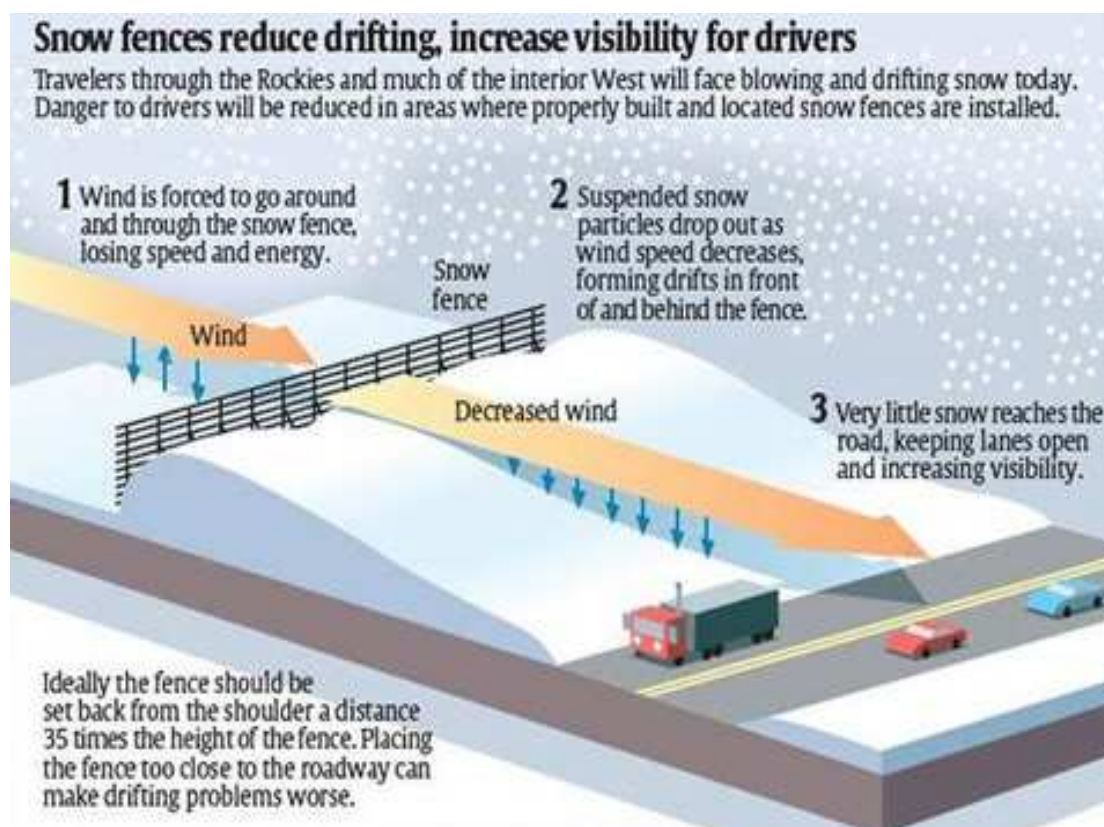 Snow fences reduce drifting, increase visibility for drivers
Travelers through the Rockies and much of the interior West will face blowing and drifting snow today.
Danger to drivers will be reduced in areas where properly built and located snow fences are installed.
1 Wind is forced to go around
and through the snow fence,
losing speed and energy.
2 Suspended snow
particles drop out as
wind speed decreases,
forming drifts in front
of and behind the fence.
Snow
fence
Wind
Decreased wind
3 Very little snow reaches the
road, keeping lanes open
and increasing visibility.
Ideally the fence should be
set back from the shoulder a distance
35 times the height of the fence. Placing
the fence too close to the roadway can
make drifting problems worse.